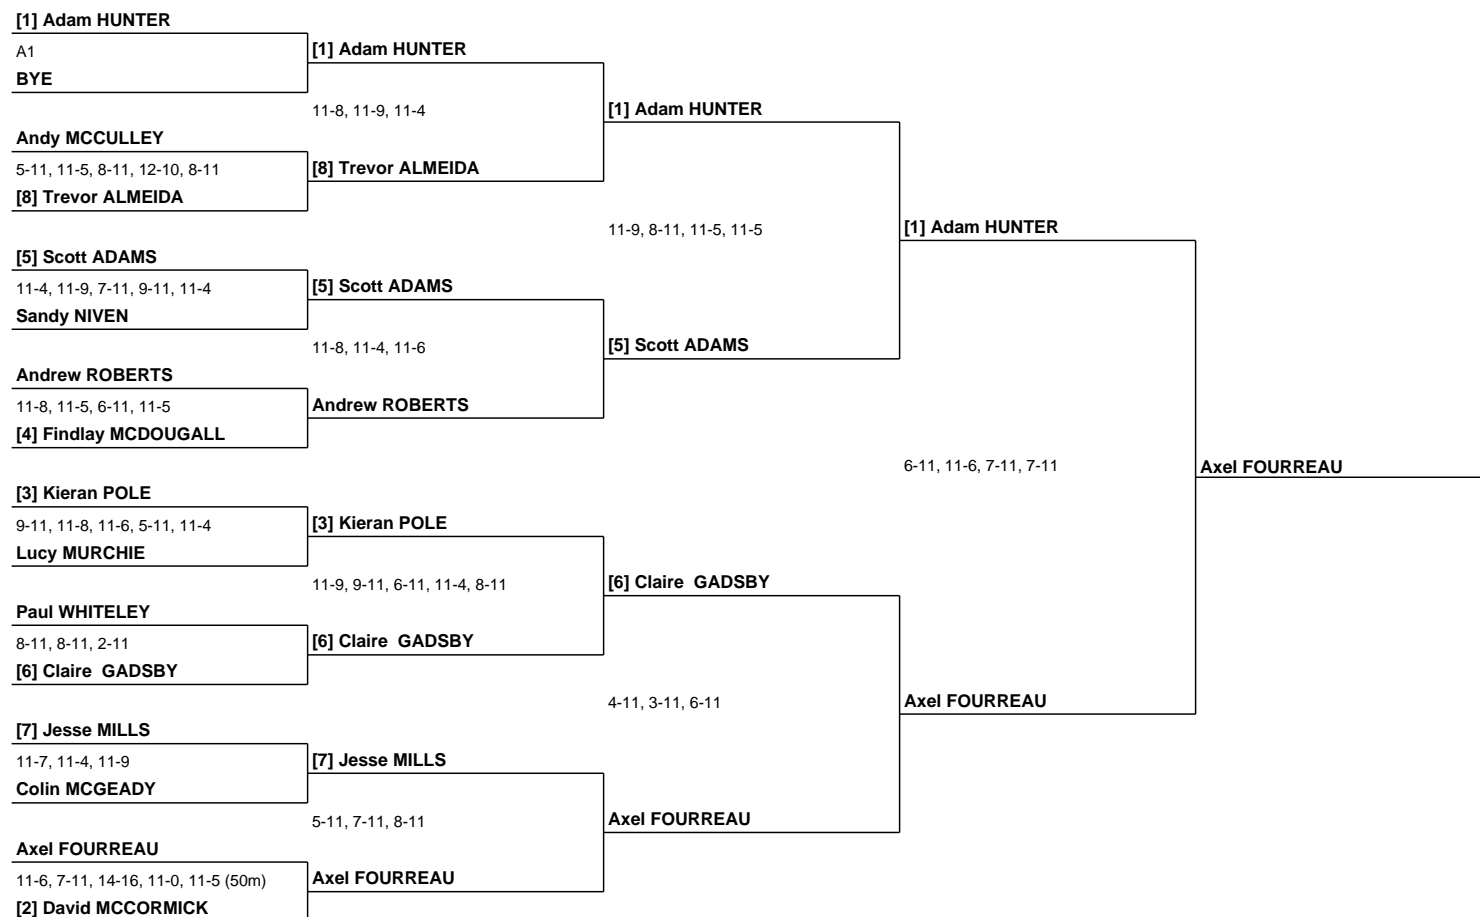 [1] Adam HUNTER
A1
BYE
Andy MCCULLEY
5-11, 11-5, 8-11, 12-10, 8-11
[8] Trevor ALMEIDA
[5] Scott ADAMS
11-4, 11-9, 7-11, 9-11, 11-4
Sandy NIVEN
Andrew ROBERTS
11-8, 11-5, 6-11, 11-5
[4] Findlay MCDOUGALL
[3] Kieran POLE
9-11, 11-8, 11-6, 5-11, 11-4
Lucy MURCHIE
Paul WHITELEY
8-11, 8-11, 2-11
[6] Claire  GADSBY
[7] Jesse MILLS
11-7, 11-4, 11-9
Colin MCGEADY
Axel FOURREAU
11-6, 7-11, 14-16, 11-0, 11-5 (50m)
[2] David MCCORMICK
[1] Adam HUNTER
11-8, 11-9, 11-4
[8] Trevor ALMEIDA
[5] Scott ADAMS
11-8, 11-4, 11-6
Andrew ROBERTS
[3] Kieran POLE
11-9, 9-11, 6-11, 11-4, 8-11
[6] Claire  GADSBY
[7] Jesse MILLS
5-11, 7-11, 8-11
Axel FOURREAU
[1] Adam HUNTER
11-9, 8-11, 11-5, 11-5
[5] Scott ADAMS
[6] Claire  GADSBY
4-11, 3-11, 6-11
Axel FOURREAU
[1] Adam HUNTER
6-11, 11-6, 7-11, 7-11
Axel FOURREAU
Axel FOURREAU